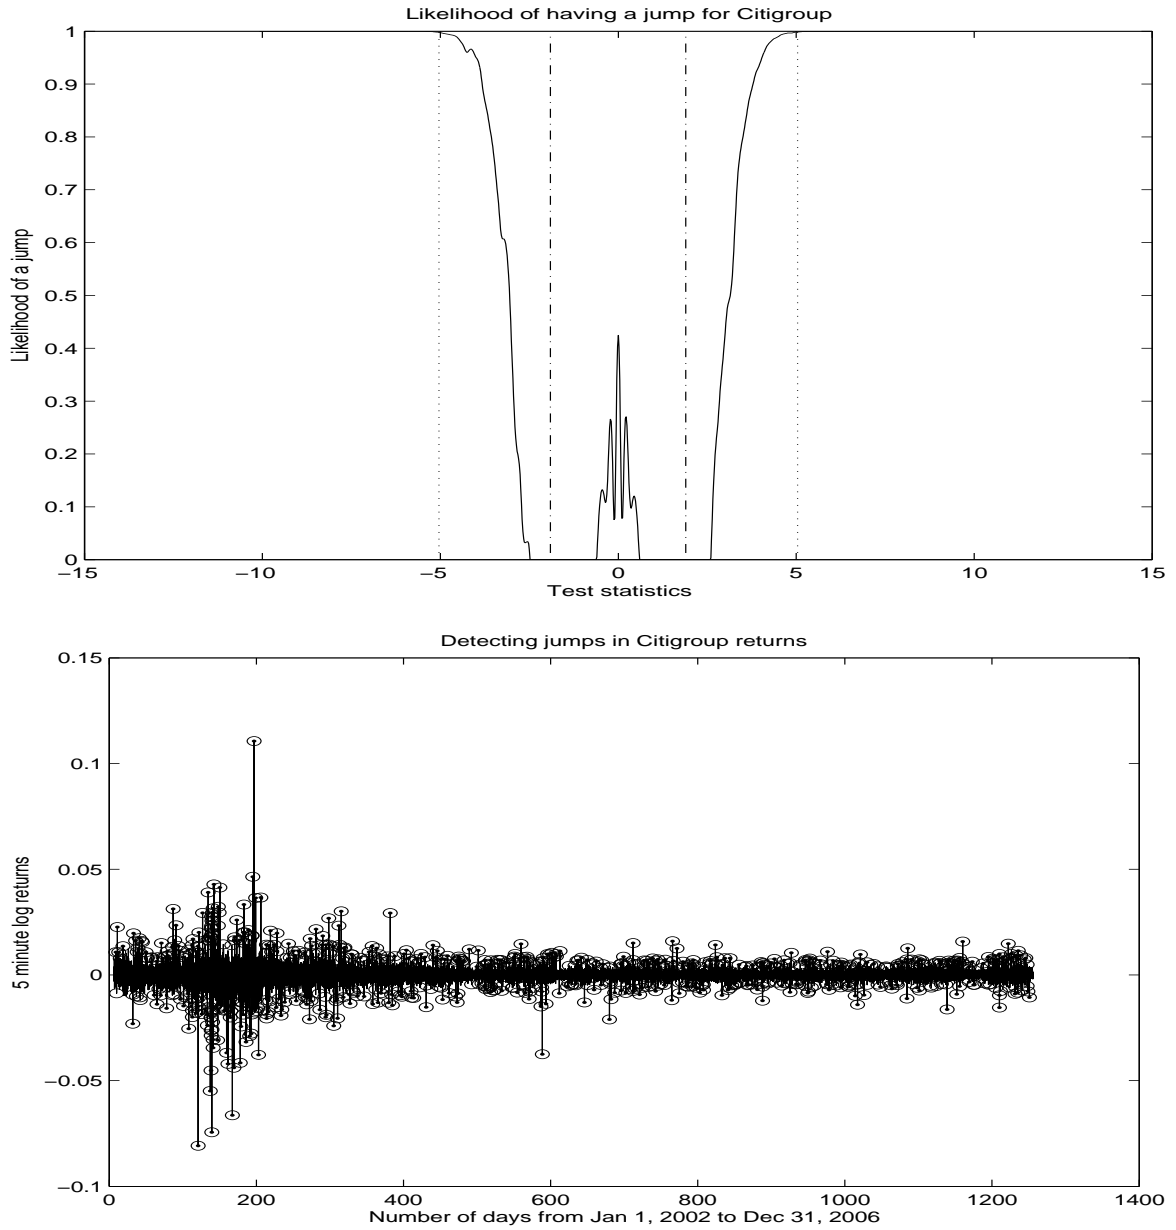 Likelihood of having a jump for Citigroup
1
0.9
0.8
0.7
0.6
0.5
0.4
0.3
0.2
0.1
0
Likelihood of a jump
−15 −10 −5 0 5 10 15
Test statistics
Detecting jumps in Citigroup returns
0.15
0.1
0.05
0
−0.05
−0.1
5 minute log returns
0 200 400 600 800 1000 1200 1400
Number of days from Jan 1, 2002 to Dec 31, 2006